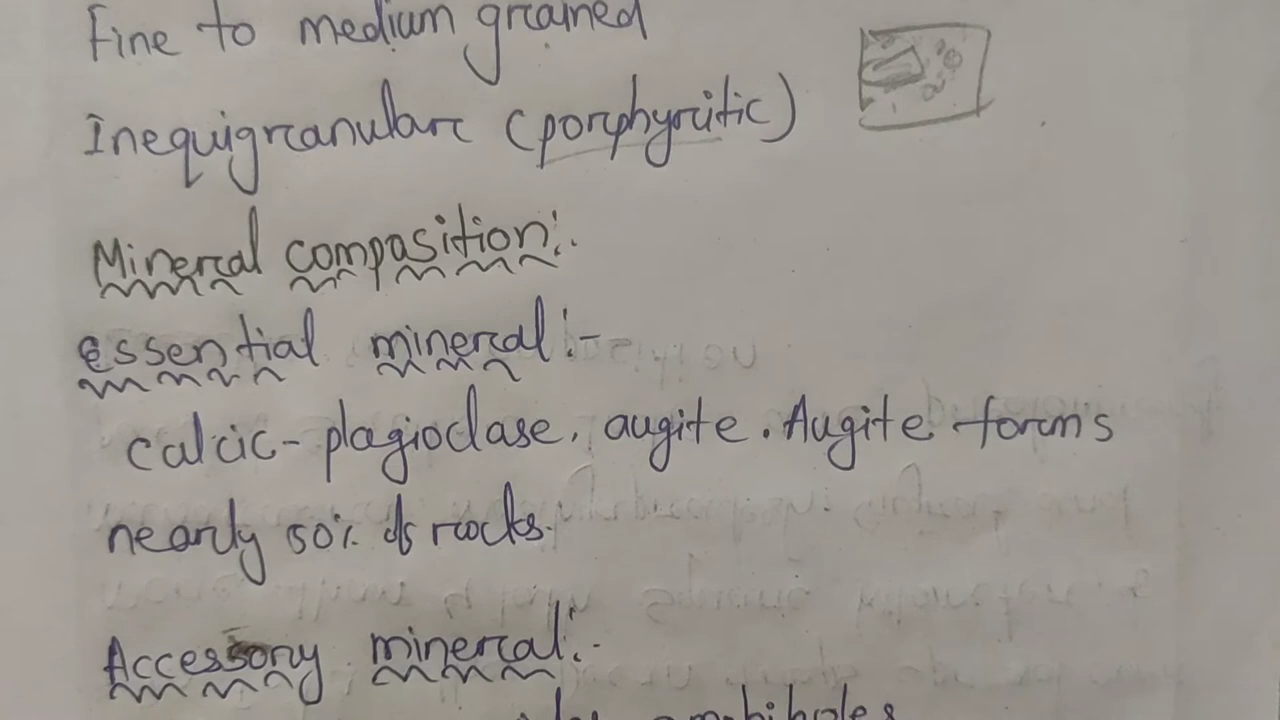 Fine to medium grained
Inequigranular (porphyritic)
Mineral composition:
essential mineral:-
calcic-plagioclase, augite. Augite forms
nearly 50% of rocks.
Accessory mineral:-
amphiboles